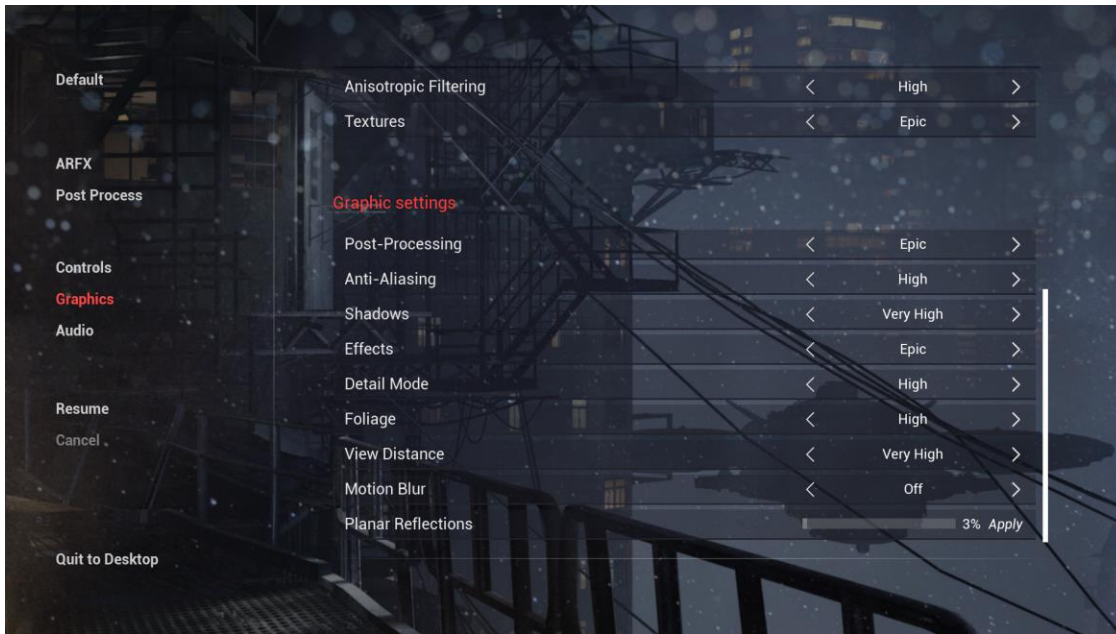 Default
ARFX
Post Process
Controls
Graphics
Audio
Resume
Cancel
Quit to Desktop
Anisotropic Filtering < High >
Textures < Epic >
Graphic settings
Post-Processing < Epic >
Anti-Aliasing < High >
Shadows < Very High >
Effects < Epic >
Detail Mode < High >
Foliage < High >
View Distance < Very High >
Motion Blur < Off >
Planar Reflections 3% Apply